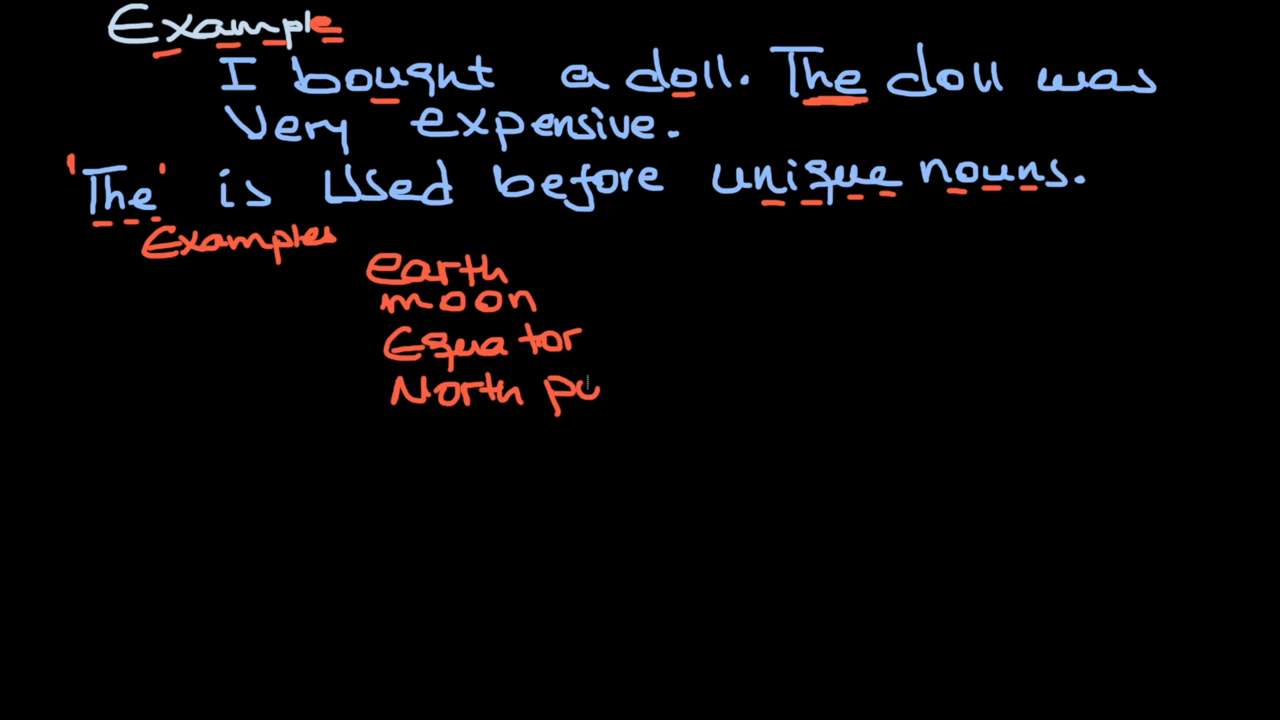 Example
I bought a doll. The doll was
Very expensive.
'The' is Used before unique nouns.
Examples
earth
moon
Equator
North po